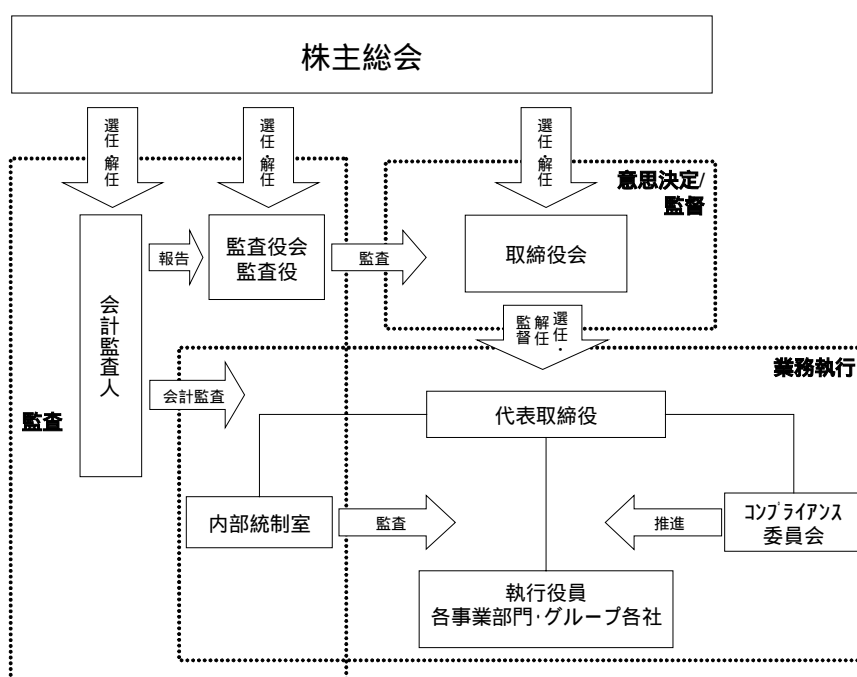 株主総会
選任・解任
選任・解任
選任・解任
意思決定/
監督
会計監査人
報告
監査役会
監査役
監査
取締役会
選任・
解任
監督
業務執行
監査
会計監査
代表取締役
内部統制室
監査
推進
コンプライアンス
委員会
執行役員
各事業部門・グループ各社